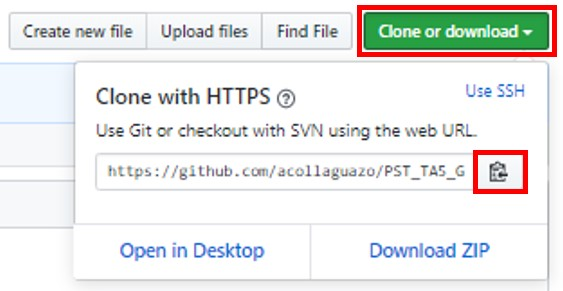 Create new file Upload files Find File Clone or download
Clone with HTTPS Use SSH
Use Git or checkout with SVN using the web URL.
https://github.com/acollaguazo/PST_TA5_G
Open in Desktop Download ZIP